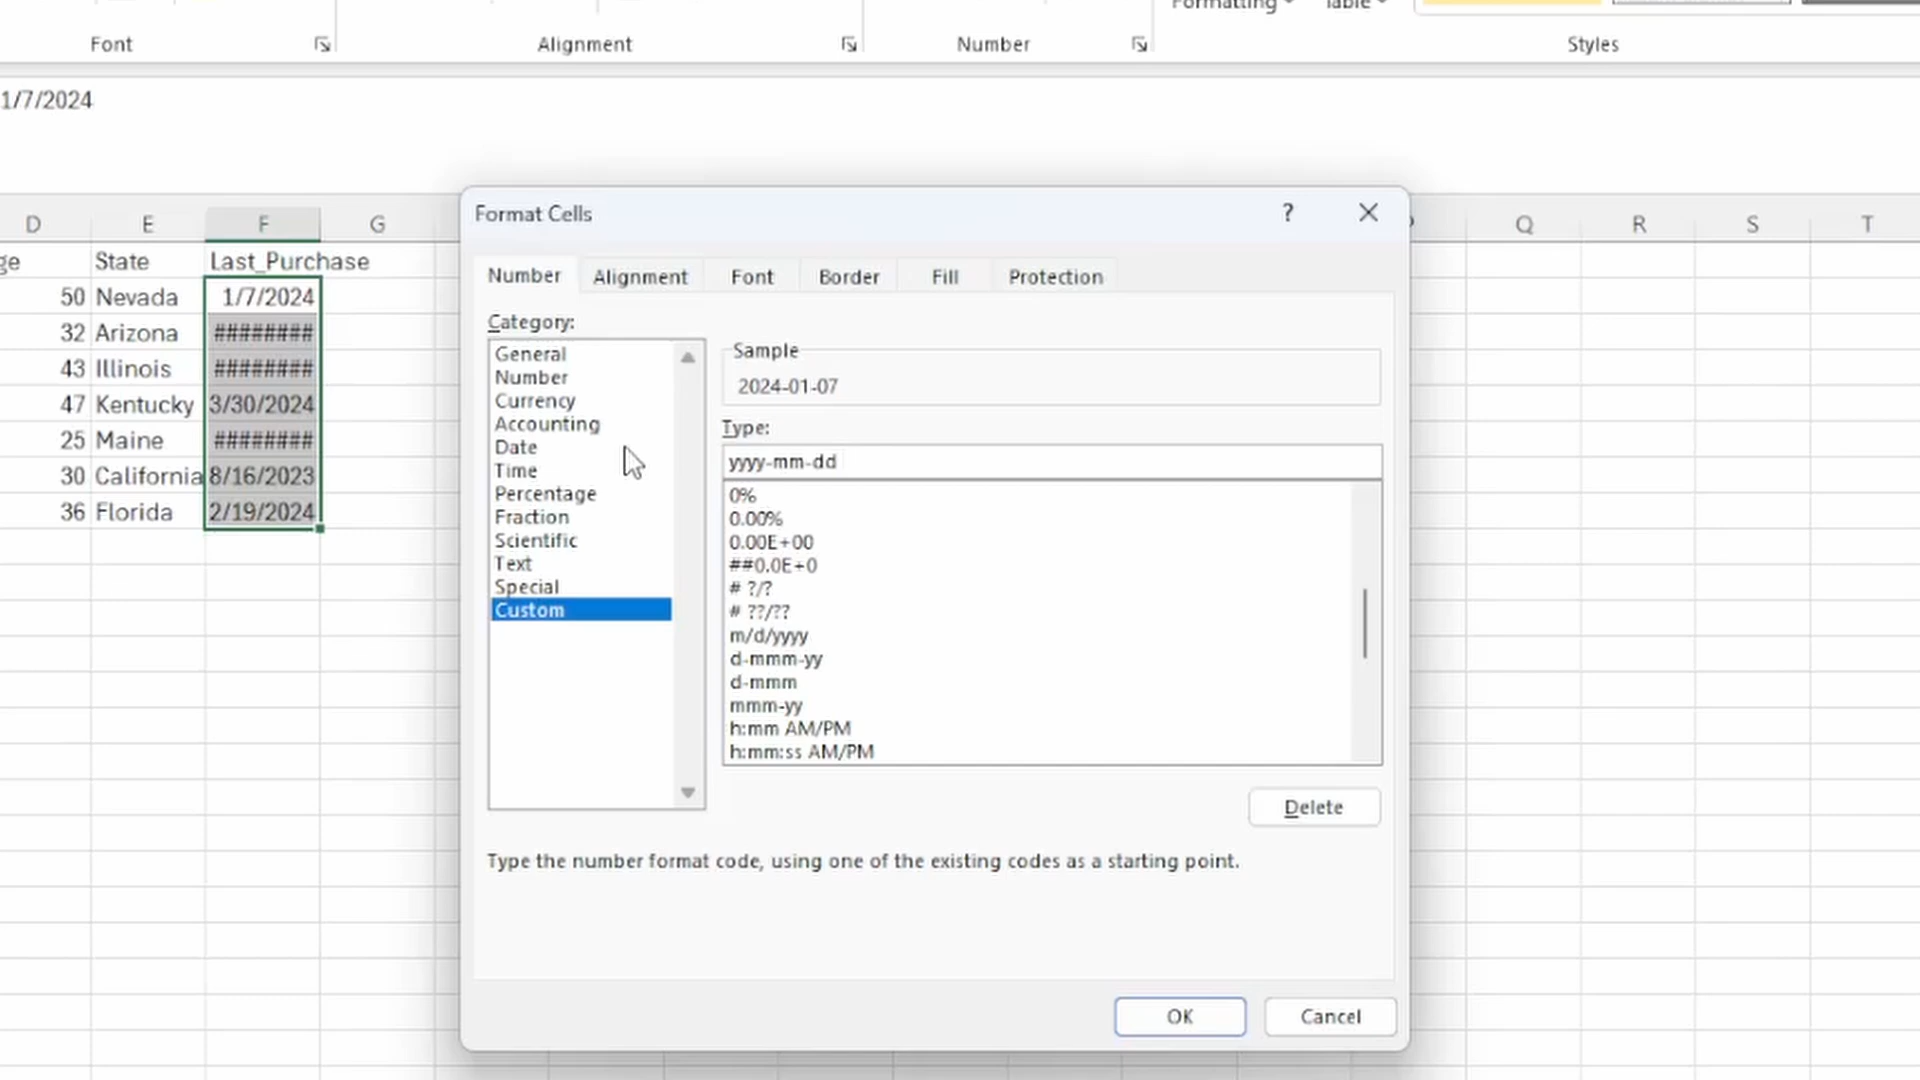 Formatting Table
Font Alignment Number Styles
1/7/2024
D E F G Q R S T
ge State Last_Purchase
50 Nevada 1/7/2024
32 Arizona ########
43 Illinois ########
47 Kentucky 3/30/2024
25 Maine ########
30 California 8/16/2023
36 Florida 2/19/2024
Format Cells ?
Number Alignment Font Border Fill Protection
Category:
General
Number
Currency
Accounting
Date
Time
Percentage
Fraction
Scientific
Text
Special
Custom
Sample
2024-01-07
Type:
yyyy-mm-dd
0%
0.00%
0.00E+00
##0.0E+0
# ?/?
# ??/??
m/d/yyyy
d-mmm-yy
d-mmm
mmm-yy
h:mm AM/PM
h:mm:ss AM/PM
Delete
Type the number format code, using one of the existing codes as a starting point.
OK Cancel